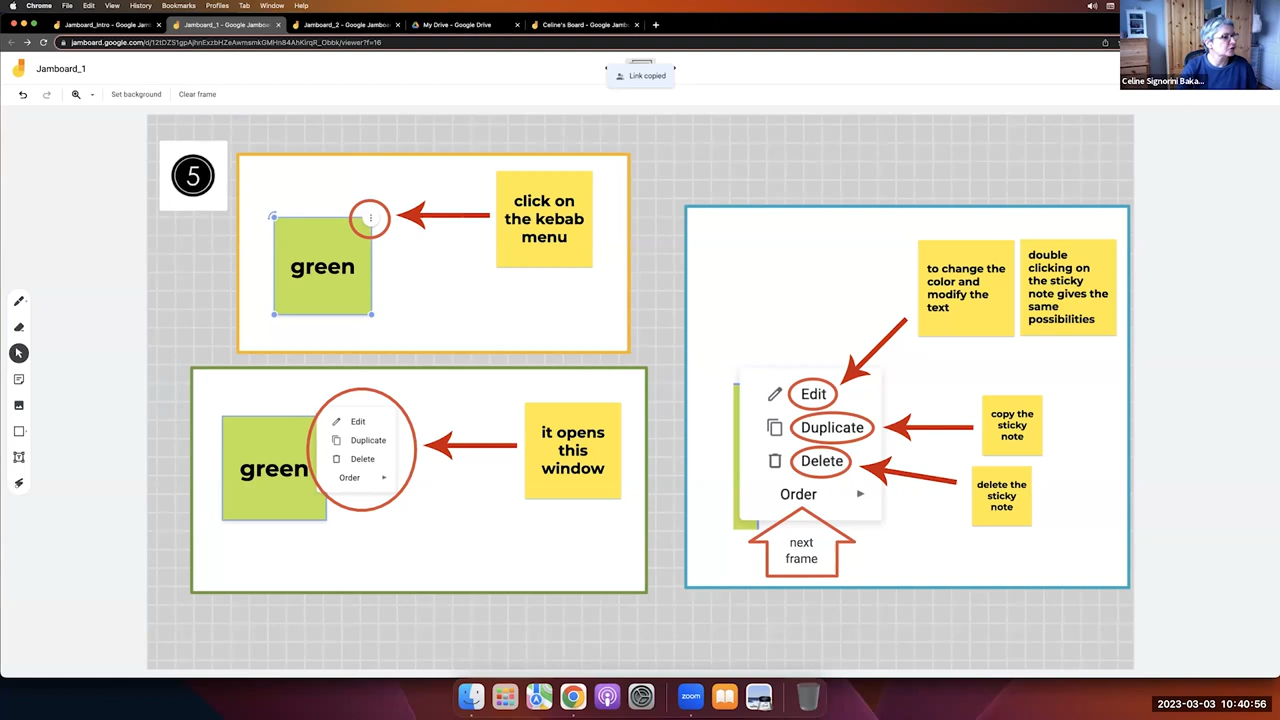 Chrome File Edit View History Bookmarks Profiles Tab Window Help
Jamboard_Intro - Google Jam
Jamboard_1 - Google Jamboa
Jamboard_2 - Google Jamboa
My Drive - Google Drive
Celine's Board - Google Jambo
Jamboard_1
Link copied
Set background
Clear frame
Celine Signorini Baka...
5
green
click on
the kebab
menu
to change the
color and
modify the
text
double
clicking on
the sticky
note gives the
same
possibilities
green
Edit
Duplicate
Delete
Order
it opens
this
window
Edit
Duplicate
Delete
Order
copy the
sticky
note
delete the
sticky
note
next
frame
zoom
2023-03-03 10:40:56